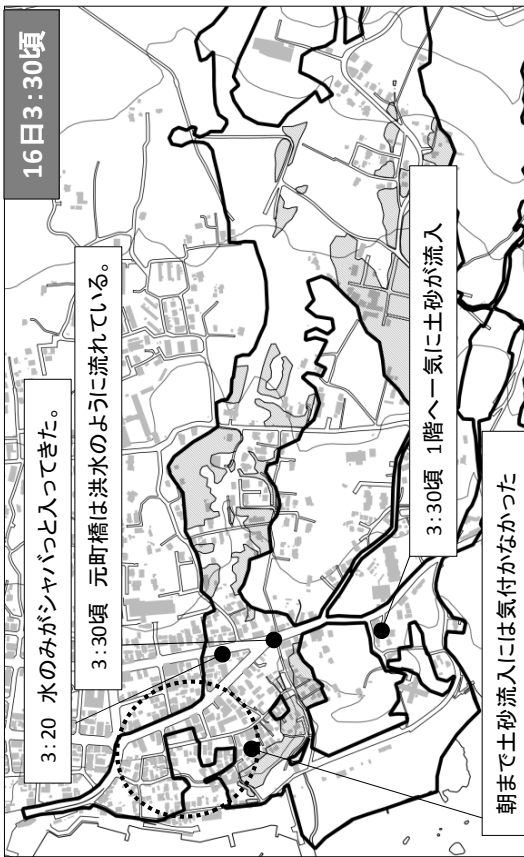 16日3:30頃
3:20 水のみがシャバっと入ってきた。
3:30頃 元町橋は洪水のように流れている。
3:30頃 1階へ一気に土砂が流入
朝まで土砂流入には気付かなかった